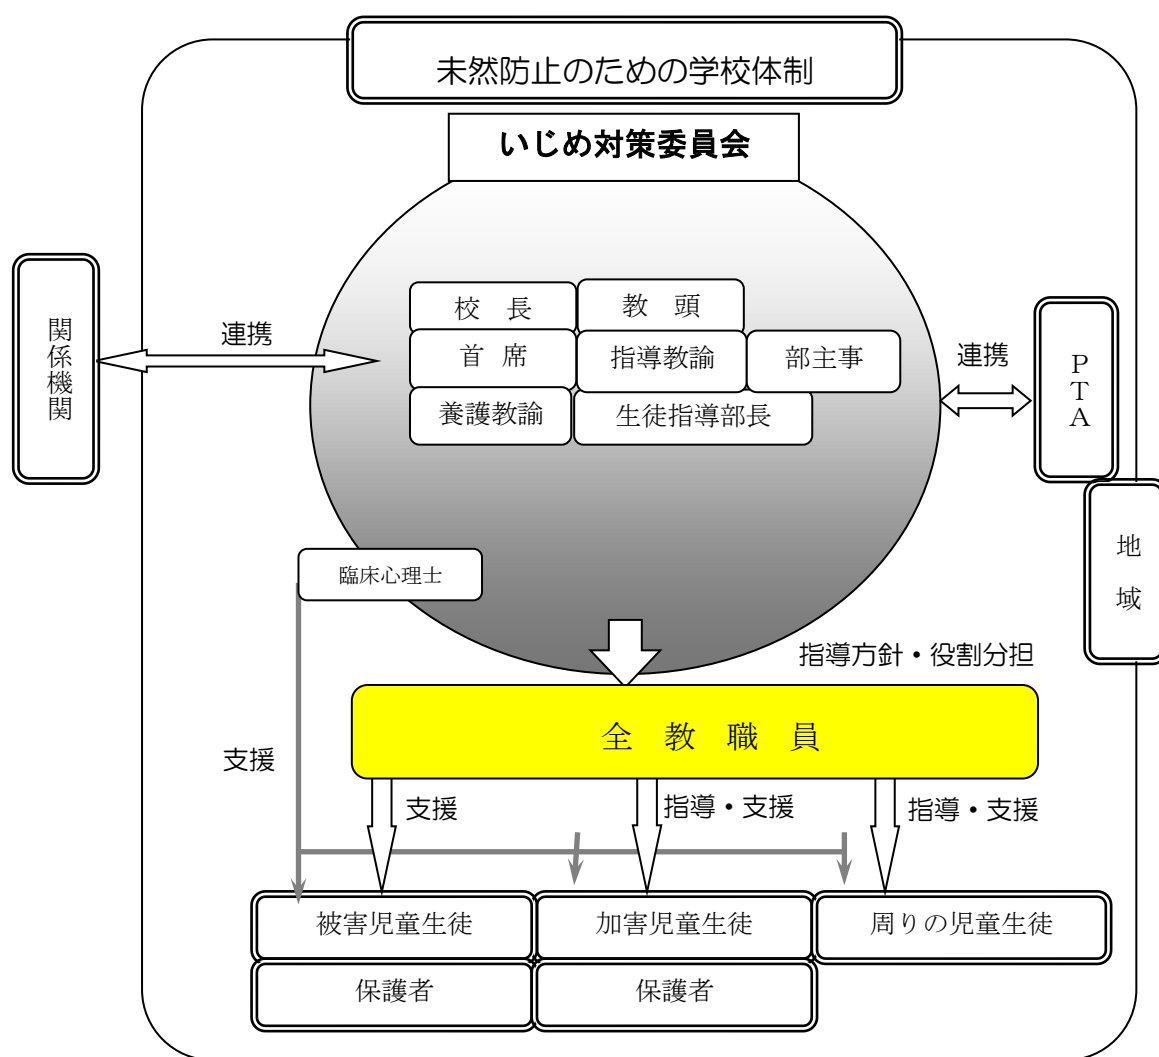 未然防止のための学校体制
いじめ対策委員会
校　長
教　頭
首　席
指導教諭
部主事
養護教諭
生徒指導部長
関係機関
連携
連携
PTA
地域
臨床心理士
指導方針・役割分担
全　教　職　員
支援
支援
指導・支援
指導・支援
被害児童生徒
加害児童生徒
周りの児童生徒
保護者
保護者